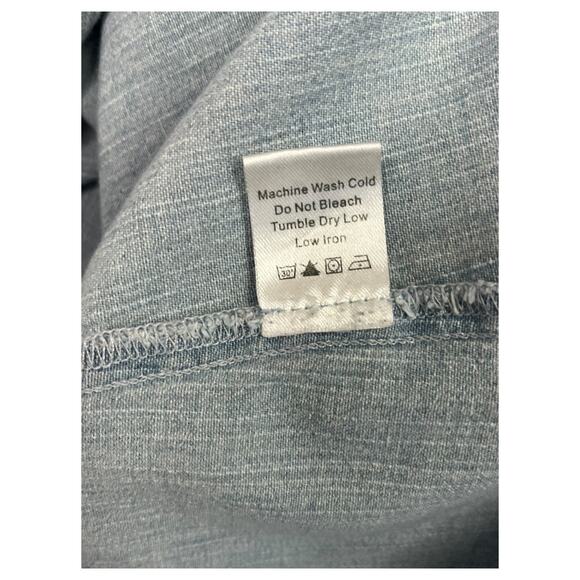 Machine Wash Cold
Do Not Bleach
Tumble Dry Low
Low Iron
30°